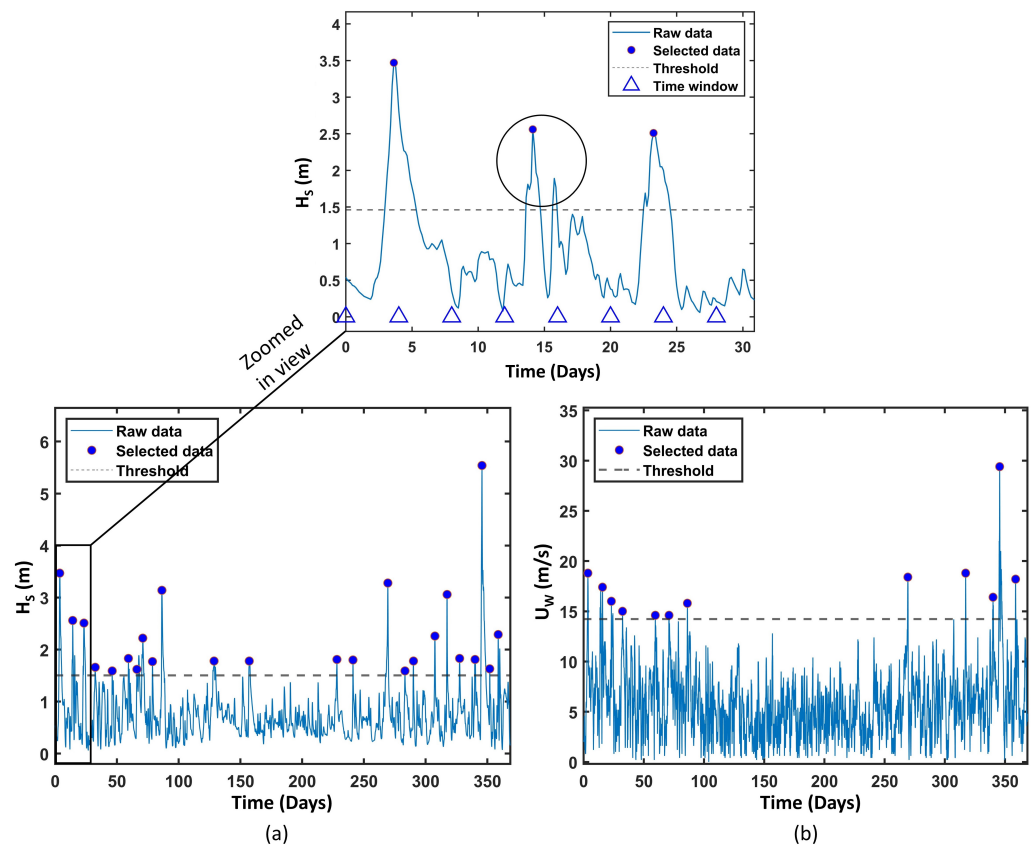 4
3.5
3
2.5
2
1.5
1
0.5
0
H_S (m)
Raw data
Selected data
Threshold
Time window
0 5 10 15 20 25 30
Time (Days)
Zoomed
in view
6
5
4
3
2
1
0
H_S (m)
Raw data
Selected data
Threshold
0 50 100 150 200 250 300 350
Time (Days)
(a)
35
30
25
20
15
10
5
0
U_W (m/s)
Raw data
Selected data
Threshold
0 50 100 150 200 250 300 350
Time (Days)
(b)